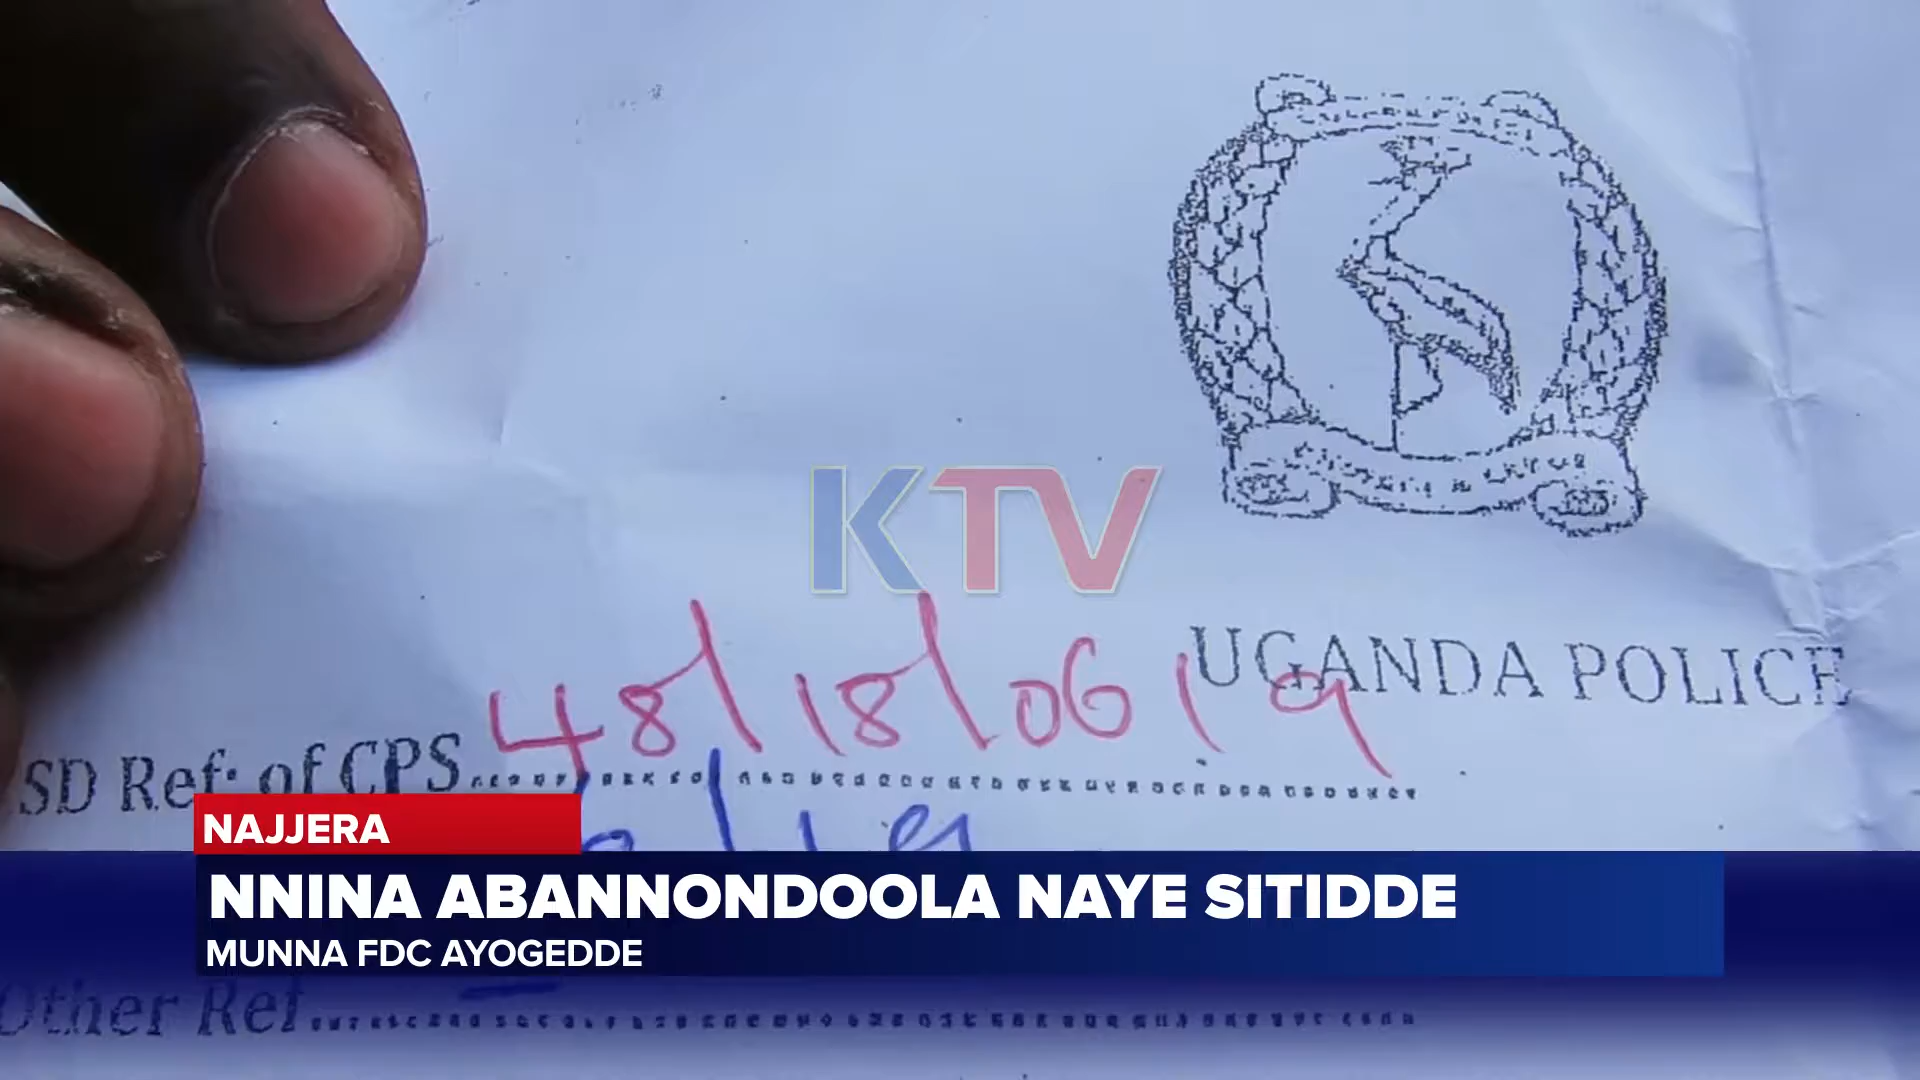 KTV
UGANDA POLICE
SD Ref: of CPS 48/18/06/19
NAJJERA
NNINA ABANNONDOOLA NAYE SITIDDE
MUNNA FDC AYOGEDDE
Other Ref